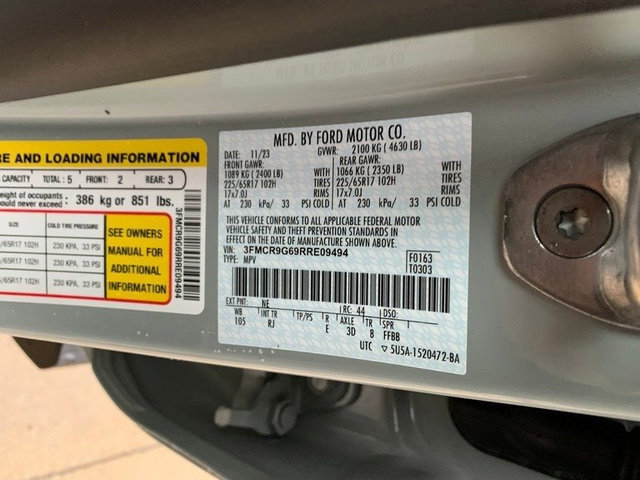 RE AND LOADING INFORMATION
CAPACITY TOTAL: 5 FRONT: 2 REAR: 3
weight of occupants: 386 kg or 851 lbs.
SIZE COLD TIRE PRESSURE
/65R17 102H 230 KPA, 33 PSI
65R17 102H 230 KPA, 33 PSI
230 KPA, 33 PSI
SEE OWNERS
MANUAL FOR
ADDITIONAL
INFORMATION
3FMCR9G69RRE09494
MFD. BY FORD MOTOR CO.
DATE: 11/23 GVWR: 2100 KG ( 4630 LB)
FRONT GAWR: REAR GAWR:
1089 KG ( 2400 LB) 1066 KG ( 2350 LB) WITH
225/65R17 102H TIRES 225/65R17 102H TIRES
17x7.0J RIMS 17x7.0J RIMS
AT 230 kPa/ 33 PSI COLD AT 230 kPa/ 33 PSI COLD
THIS VEHICLE CONFORMS TO ALL APPLICABLE FEDERAL MOTOR
VEHICLE SAFETY AND THEFT PREVENTION STANDARDS IN
EFFECT ON THE DATE OF MANUFACTURE SHOWN ABOVE.
VIN: 3FMCR9G69RRE09494 F0163
TYPE: MPV T0303
EXT PNT: NE RC: 44 DSO:
WB INT TR TP/PS R AXLE TR SPR
105 RJ E 3D 8 FFBB
UTC ▽ 5U5A-1520472-BA